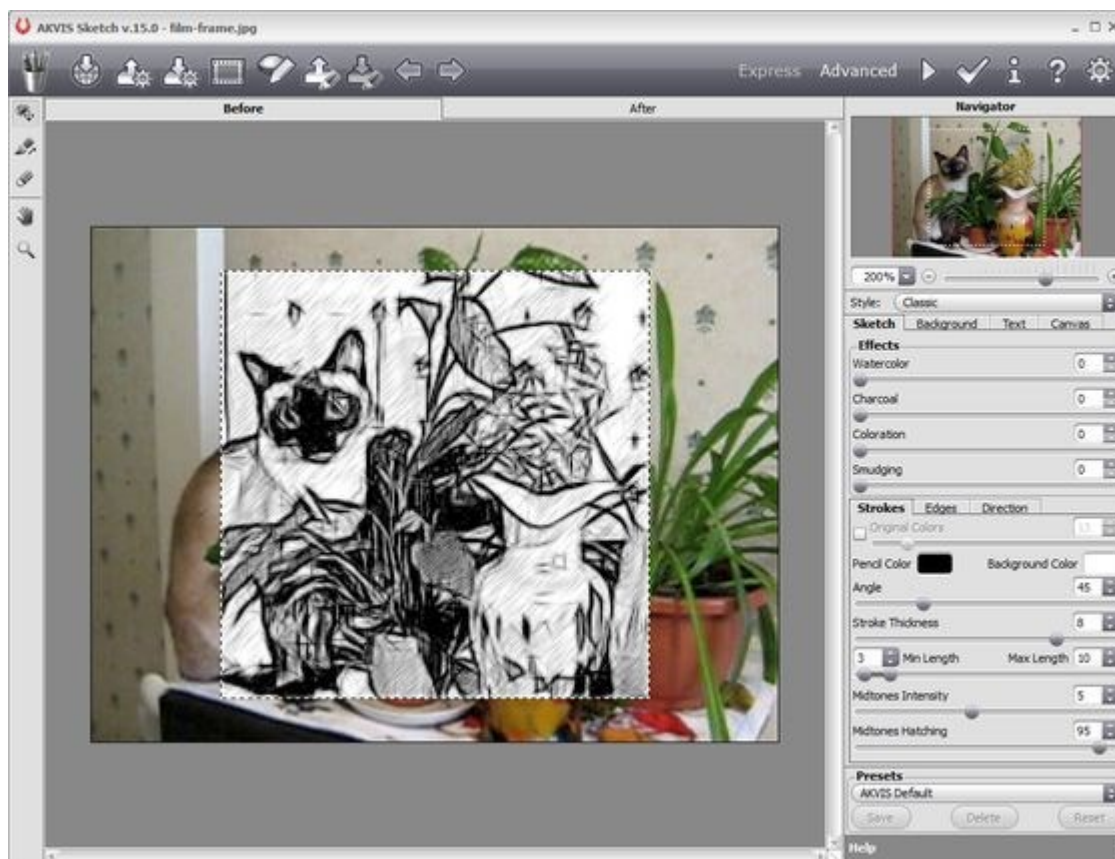 AKVIS Sketch v.15.0 - film-frame.jpg
Express Advanced
Before After
Navigator
200%
Style: Classic
Sketch Background Text Canvas
Effects
Watercolor 0
Charcoal 0
Coloration 0
Smudging 0
Strokes Edges Direction
Original Colors 13
Pencil Color Background Color
Angle 45
Stroke Thickness 8
3 Min Length Max Length 10
Midtones Intensity 5
Midtones Hatching 95
Presets
AKVIS Default
Save Delete Reset
Help